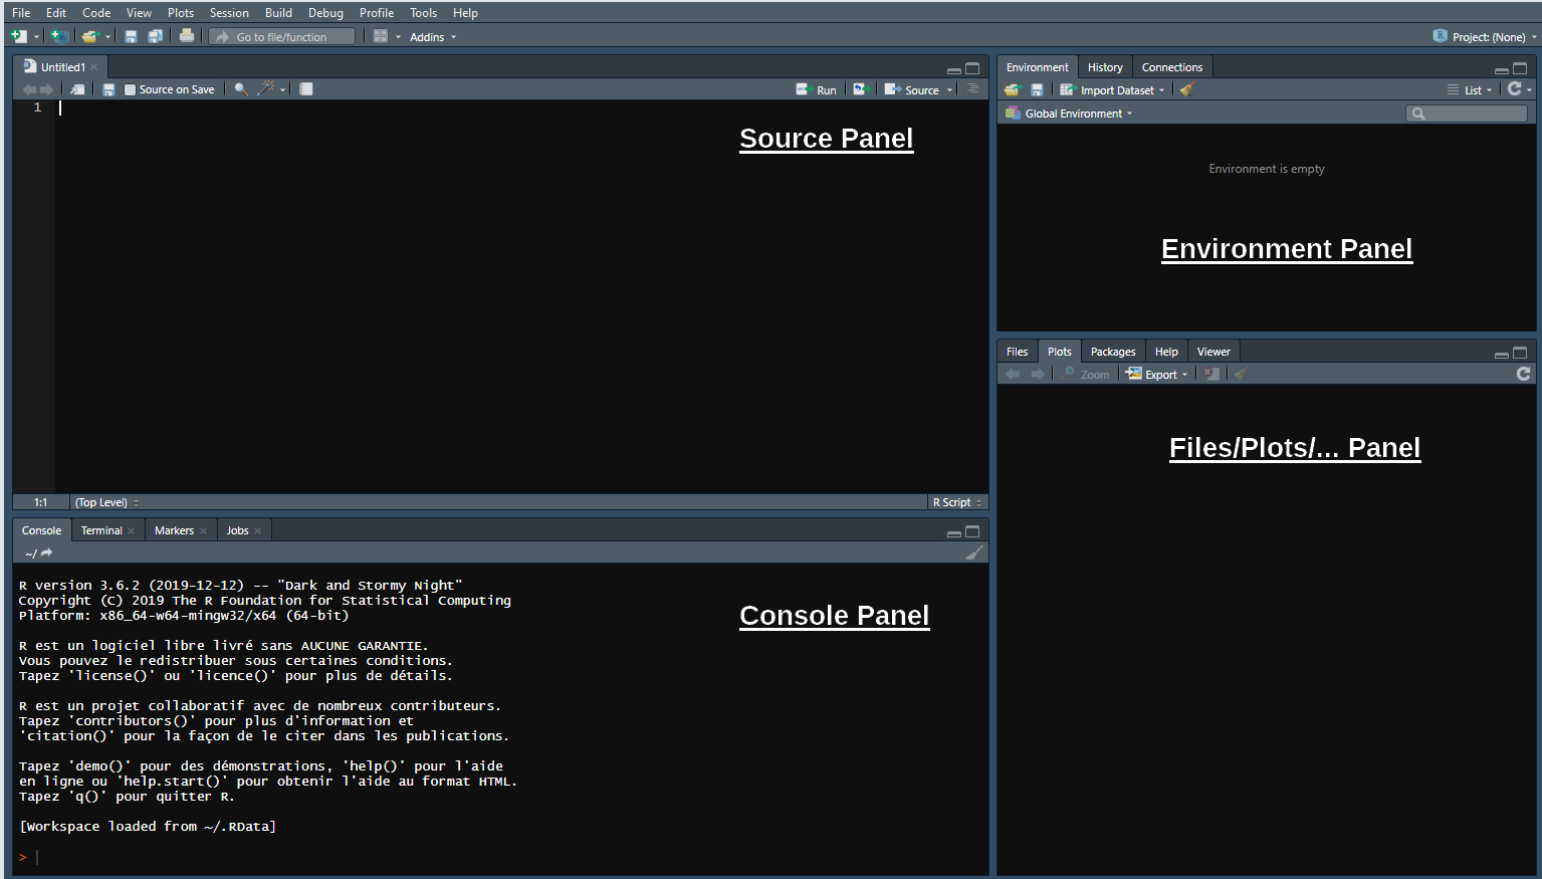 File Edit Code View Plots Session Build Debug Profile Tools Help
Go to file/function Addins Project: (None)
Untitled1
Source on Save Run Source
1
Source Panel
1:1 (Top Level) R Script
Console Terminal Markers Jobs
~/
R version 3.6.2 (2019-12-12) -- "Dark and Stormy Night"
Copyright (C) 2019 The R Foundation for Statistical Computing
Platform: x86_64-w64-mingw32/x64 (64-bit)
R est un logiciel libre livré sans AUCUNE GARANTIE.
Vous pouvez le redistribuer sous certaines conditions.
Tapez 'license()' ou 'licence()' pour plus de détails.
R est un projet collaboratif avec de nombreux contributeurs.
Tapez 'contributors()' pour plus d'information et
'citation()' pour la façon de le citer dans les publications.
Tapez 'demo()' pour des démonstrations, 'help()' pour l'aide
en ligne ou 'help.start()' pour obtenir l'aide au format HTML.
Tapez 'q()' pour quitter R.
[Workspace loaded from ~/.RData]
>
Console Panel
Environment History Connections
Import Dataset List
Global Environment
Environment is empty
Environment Panel
Files Plots Packages Help Viewer
Zoom Export
Files/Plots/... Panel